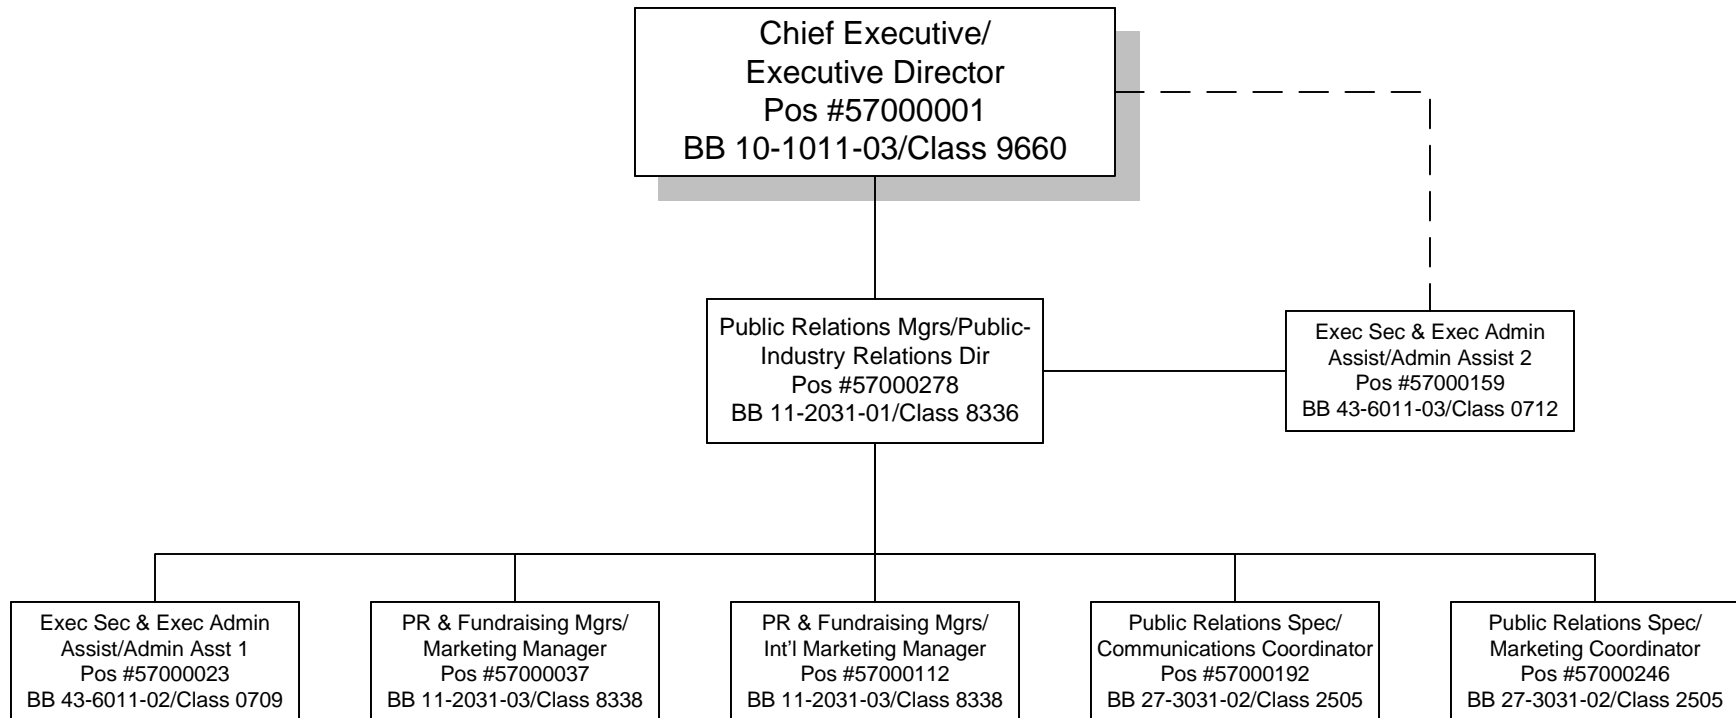 Chief Executive/
Executive Director
Pos #57000001
BB 10-1011-03/Class 9660
Public Relations Mgrs/Public-
Industry Relations Dir
Pos #57000278
BB 11-2031-01/Class 8336
Exec Sec & Exec Admin
Assist/Admin Assist 2
Pos #57000159
BB 43-6011-03/Class 0712
Exec Sec & Exec Admin
Assist/Admin Asst 1
Pos #57000023
BB 43-6011-02/Class 0709
PR & Fundraising Mgrs/
Marketing Manager
Pos #57000037
BB 11-2031-03/Class 8338
PR & Fundraising Mgrs/
Int'l Marketing Manager
Pos #57000112
BB 11-2031-03/Class 8338
Public Relations Spec/
Communications Coordinator
Pos #57000192
BB 27-3031-02/Class 2505
Public Relations Spec/
Marketing Coordinator
Pos #57000246
BB 27-3031-02/Class 2505